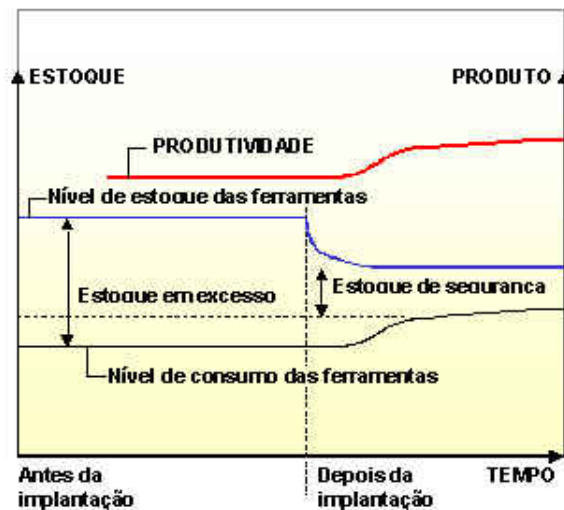 ESTOQUE
PRODUTO
PRODUTIVIDADE
Nível de estoque das ferramentas
Estoque em excesso
Estoque de seguranca
Nível de consumo das ferramentas
Antes da
implantação
Depois da
implantação
TEMPO